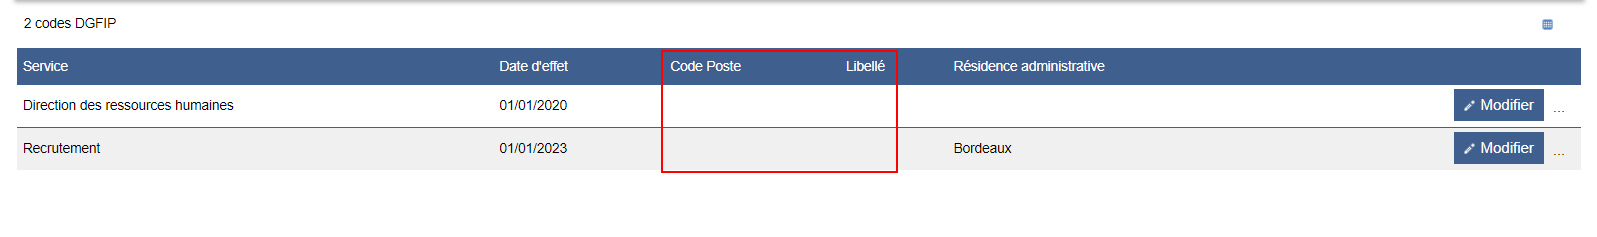 2 codes DGFIP
Service Date d'effet Code Poste Libellé Résidence administrative
Direction des ressources humaines 01/01/2020 Modifier ...
Recrutement 01/01/2023 Bordeaux Modifier ...